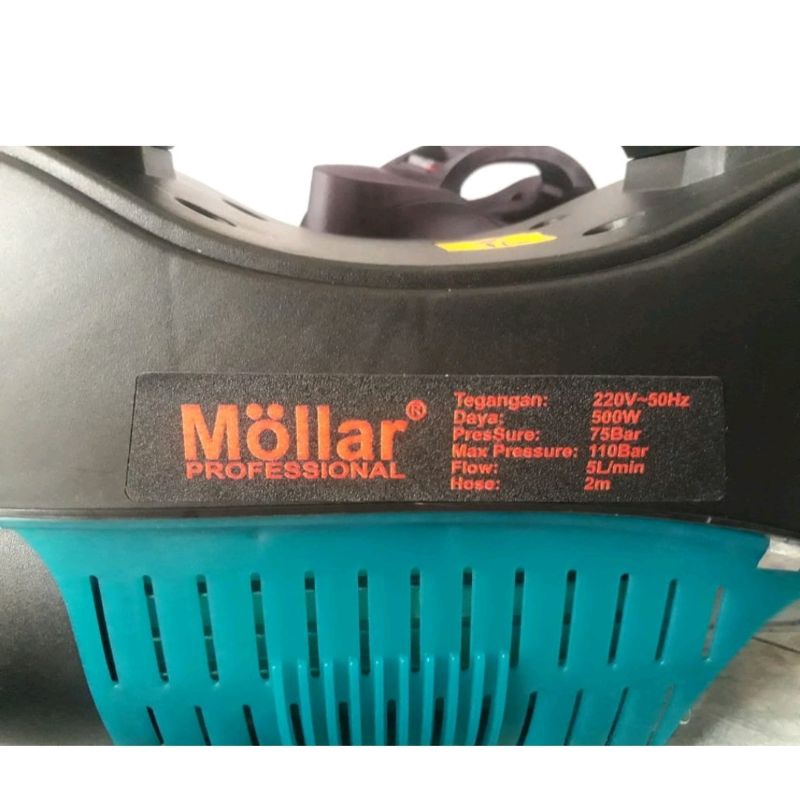 Möllar®
PROFESSIONAL
Tegangan: 220V~50Hz
Daya: 500W
PresSure: 75Bar
Max Pressure: 110Bar
Flow: 5L/min
Hose: 2m